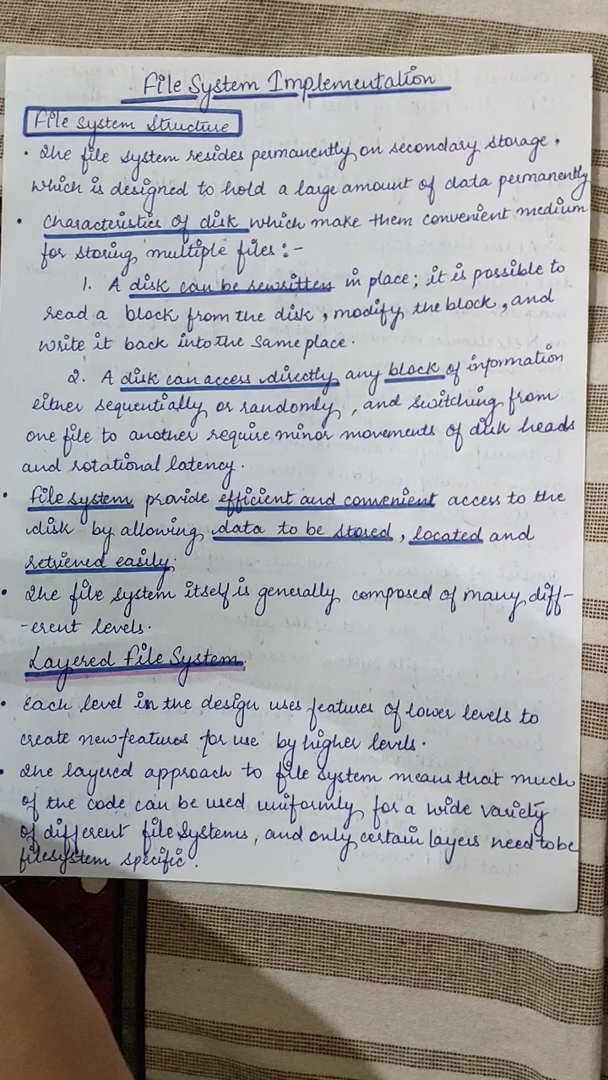 File System Implementation
File System Structure
• The file system resides permanently on secondary storage.
which is designed to hold a large amount of data permanently
• Characteristics of disk which make them convenient medium
for storing multiple files :-
1. A disk can be rewritten in place; it is possible to
read a block from the disk, modify the block, and
write it back into the same place.
2. A disk can access directly any block of information
either sequentially or randomly, and switching from
one file to another require minor movements of disk heads
and rotational latency.
• File system provide efficient and convenient access to the
disk by allowing data to be stored, located and
retrieved easily.
• The file system itself is generally composed of many diff-
-erent levels.
Layered File System
• Each level in the design uses features of lower levels to
create new features for use by higher levels.
• The layered approach to file system means that much
of the code can be used uniformly for a wide variety
of different file systems, and only certain layers need to be
filesystem specific.